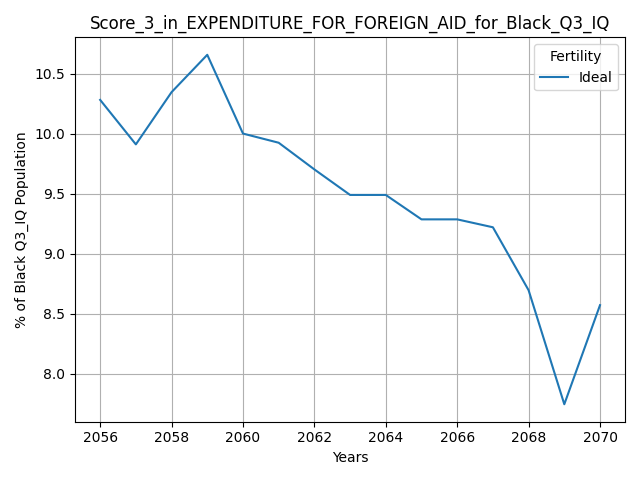 Score_3_in_EXPENDITURE_FOR_FOREIGN_AID_for_Black_Q3_IQ
Fertility
Ideal
% of Black Q3_IQ Population
10.5
10.0
9.5
9.0
8.5
8.0
2056 2058 2060 2062 2064 2066 2068 2070
Years